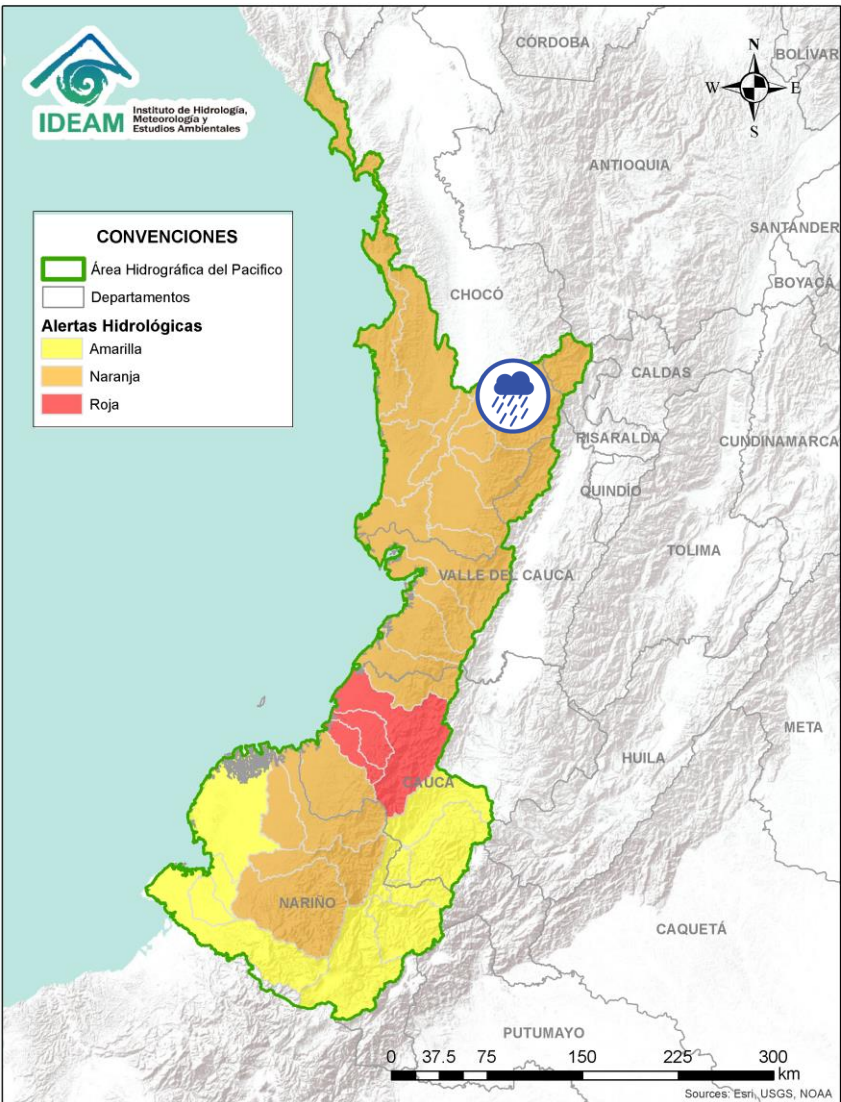 IDEAM
Instituto de Hidrología,
Meteorología y
Estudios Ambientales
CÓRDOBA
BOLIVAR
N
W
E
S
ANTIOQUIA
SANTANDER
BOYACÁ
CONVENCIONES
Área Hidrográfica del Pacifico
Departamentos
Alertas Hidrológicas
Amarilla
Naranja
Roja
CHOCÓ
CALDAS
RISARALDA
CUNDINAMARCA
QUINDÍO
TOLIMA
VALLE DEL CAUCA
META
HUILA
CAUCA
NARIÑO
CAQUETÁ
PUTUMAYO
0 37.5 75 150 225 300
km
Sources: Esri, USGS, NOAA